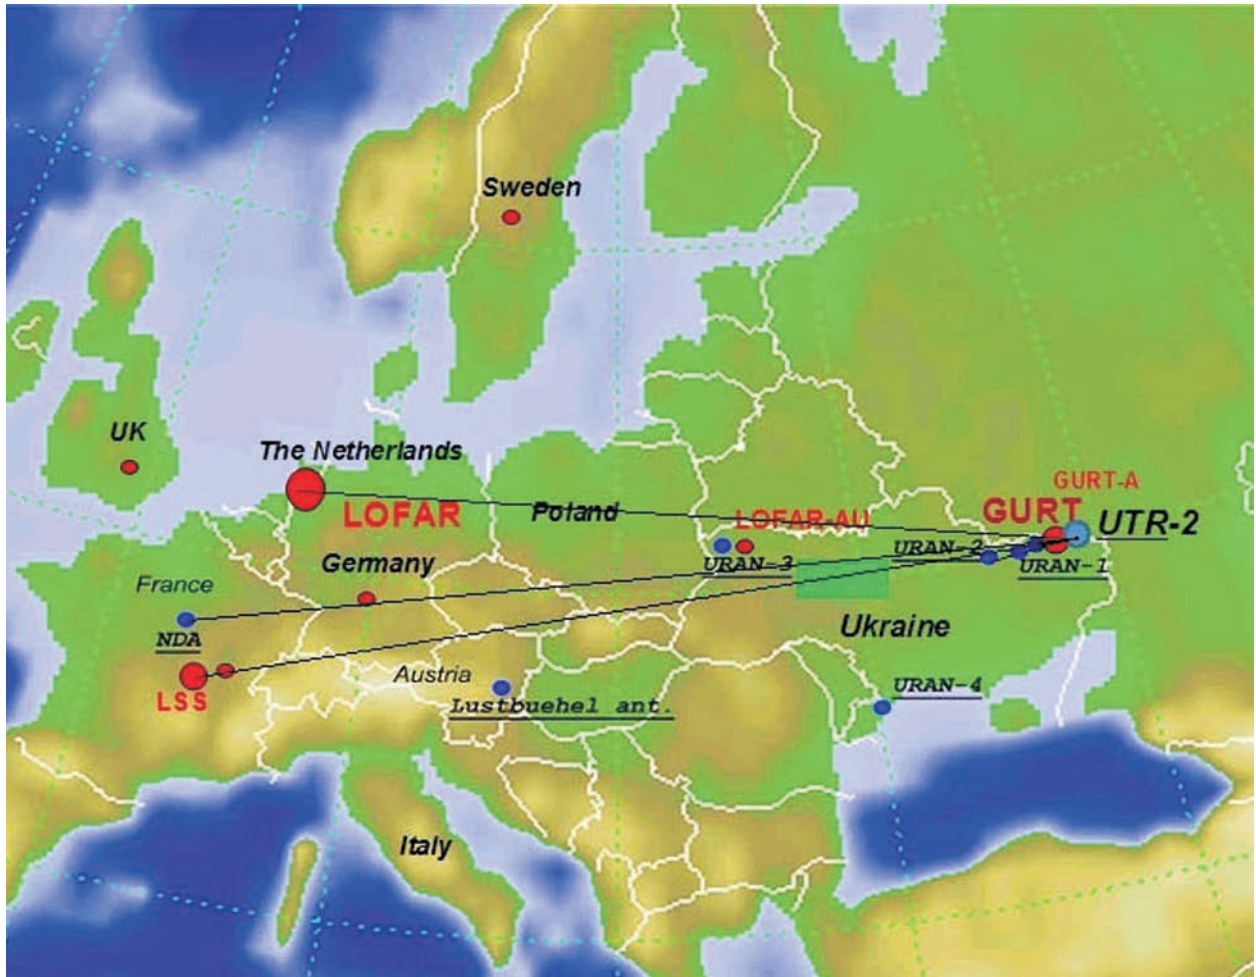 Sweden
UK
The Netherlands
LOFAR
Poland
LOFAR-AU
GURT-A
GURT
UTR-2
URAN-3
URAN-2
URAN-1
Germany
France
NDA
Ukraine
Austria
LSS
Lustbuehel ant.
URAN-4
Italy